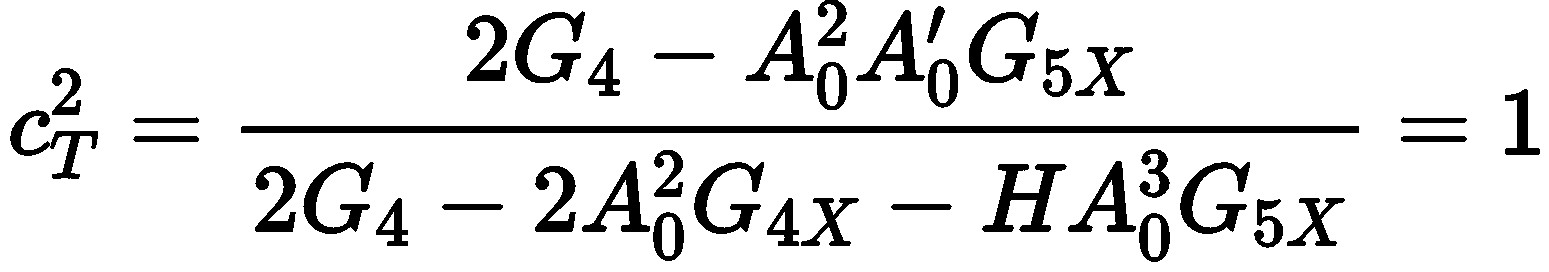 c_T^2 = \frac{2G_4 - A_0^2 A_0' G_{5X}}{2G_4 - 2A_0^2 G_{4X} - H A_0^3 G_{5X}} = 1